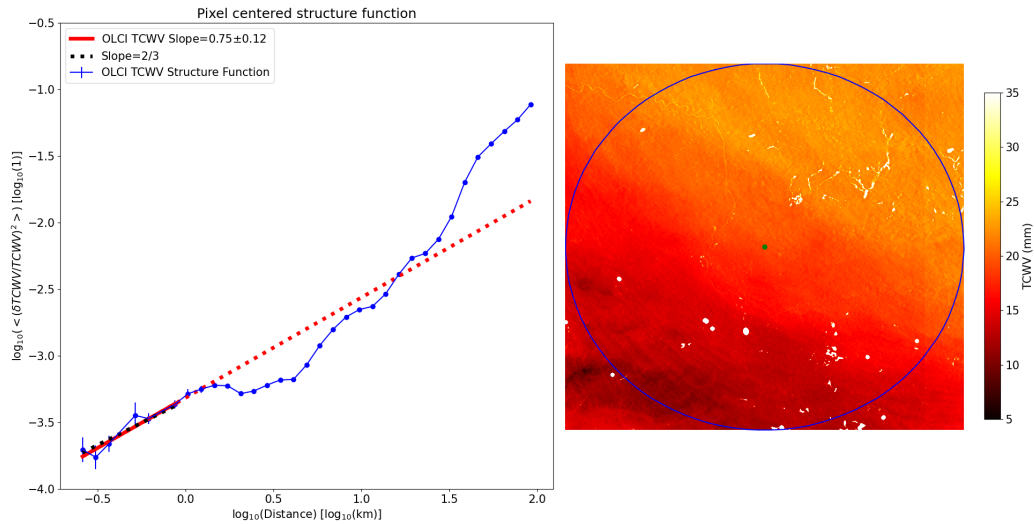 Pixel centered structure function
OLCI TCWV Slope=0.75±0.12
Slope=2/3
OLCI TCWV Structure Function
log₁₀(<(δTCWV/TCWV)²>) [log₁₀(1)]
−0.5
−1.0
−1.5
−2.0
−2.5
−3.0
−3.5
−4.0
−0.5 0.0 0.5 1.0 1.5 2.0
log₁₀(Distance) [log₁₀(km)]
35
30
25
20
15
10
5
TCWV (mm)